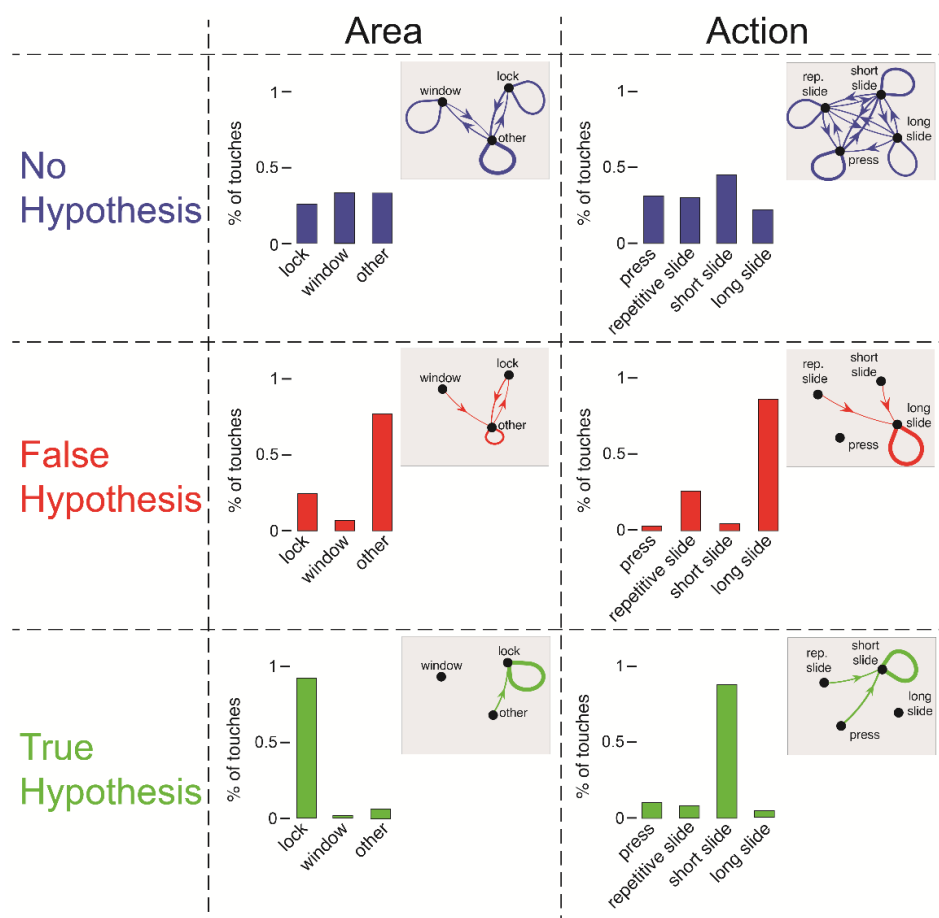 Area
Action
No
Hypothesis
% of touches
1
0.5
0
lock
window
other
window
lock
other
% of touches
1
0.5
0
press
repetitive slide
short slide
long slide
rep.
slide
short
slide
long
slide
press
False
Hypothesis
% of touches
1
0.5
0
lock
window
other
window
lock
other
% of touches
1
0.5
0
press
repetitive slide
short slide
long slide
rep.
slide
short
slide
long
slide
press
True
Hypothesis
% of touches
1
0.5
0
lock
window
other
window
lock
other
% of touches
1
0.5
0
press
repetitive slide
short slide
long slide
rep.
slide
short
slide
long
slide
press